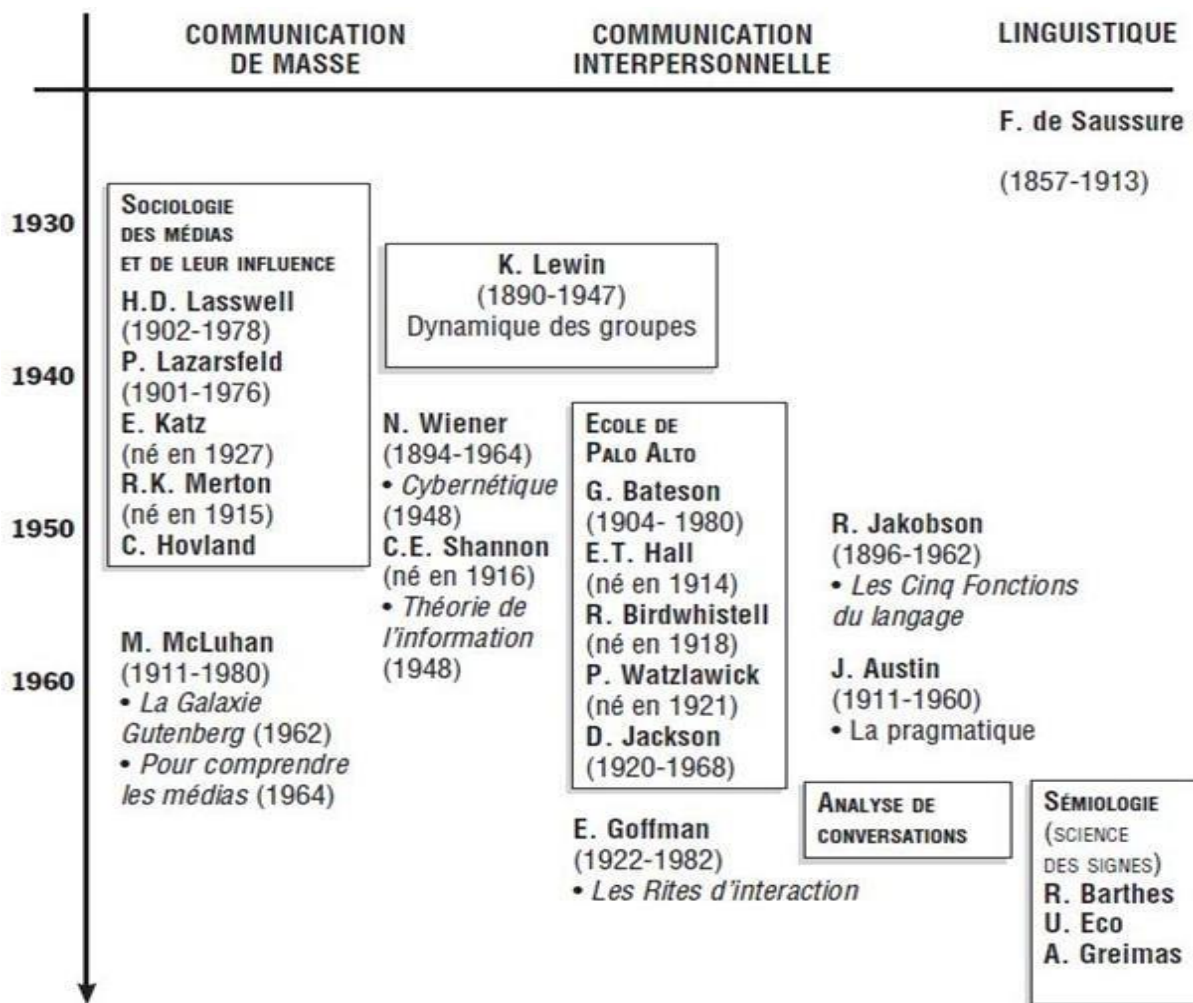 COMMUNICATION
DE MASSE
COMMUNICATION
INTERPERSONNELLE
LINGUISTIQUE
F. de Saussure
(1857-1913)
1930
1940
1950
1960
SOCIOLOGIE
DES MÉDIAS
ET DE LEUR INFLUENCE
H.D. Lasswell
(1902-1978)
P. Lazarsfeld
(1901-1976)
E. Katz
(né en 1927)
R.K. Merton
(né en 1915)
C. Hovland
M. McLuhan
(1911-1980)
• La Galaxie
Gutenberg (1962)
• Pour comprendre
les médias (1964)
K. Lewin
(1890-1947)
Dynamique des groupes
N. Wiener
(1894-1964)
• Cybernétique
(1948)
C.E. Shannon
(né en 1916)
• Théorie de
l'information
(1948)
ECOLE DE
PALO ALTO
G. Bateson
(1904- 1980)
E.T. Hall
(né en 1914)
R. Birdwhistell
(né en 1918)
P. Watzlawick
(né en 1921)
D. Jackson
(1920-1968)
E. Goffman
(1922-1982)
• Les Rites d'interaction
R. Jakobson
(1896-1962)
• Les Cinq Fonctions
du langage
J. Austin
(1911-1960)
• La pragmatique
ANALYSE DE
CONVERSATIONS
SÉMIOLOGIE
(SCIENCE
DES SIGNES)
R. Barthes
U. Eco
A. Greimas